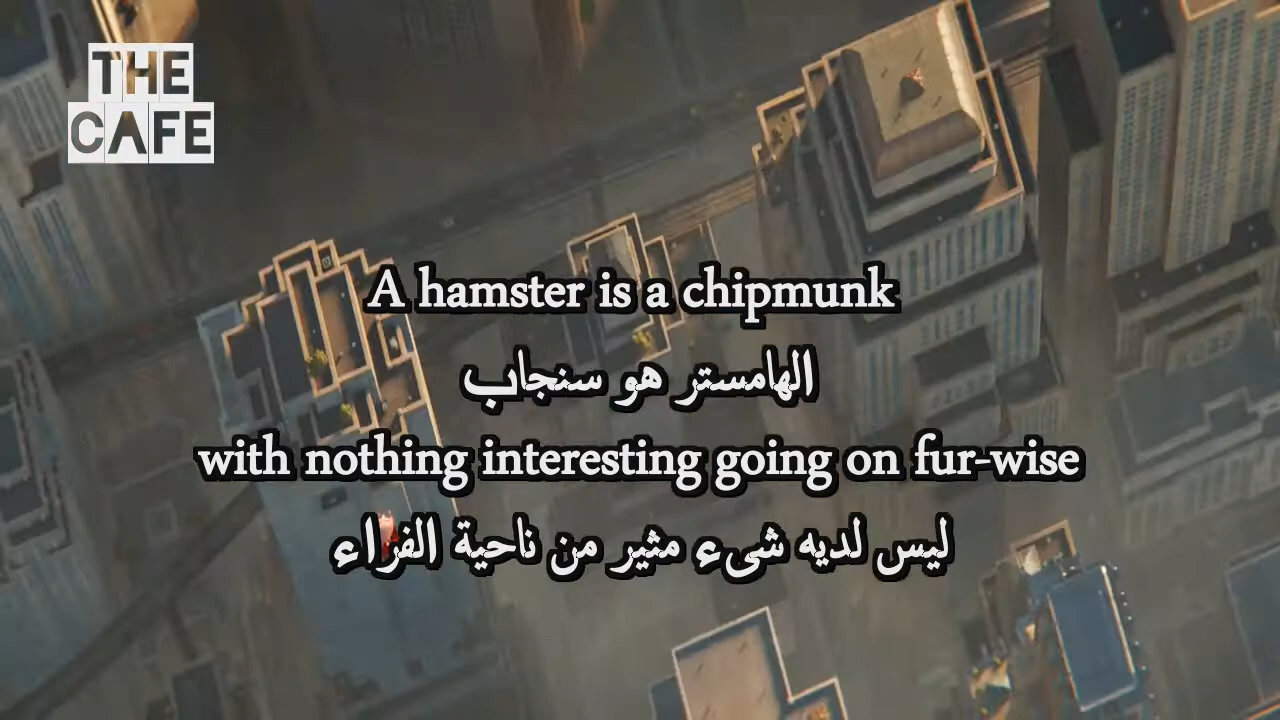 THE
CAFE
A hamster is a chipmunk
الهامستر هو سنجاب
with nothing interesting going on fur-wise
ليس لديه شىء مثير من ناحية الفراء